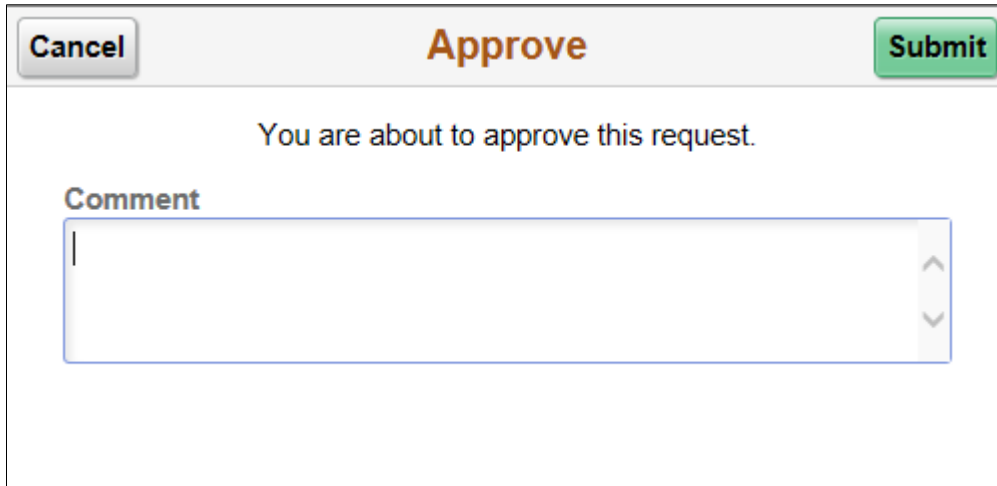 Cancel
Approve
Submit
You are about to approve this request.
Comment